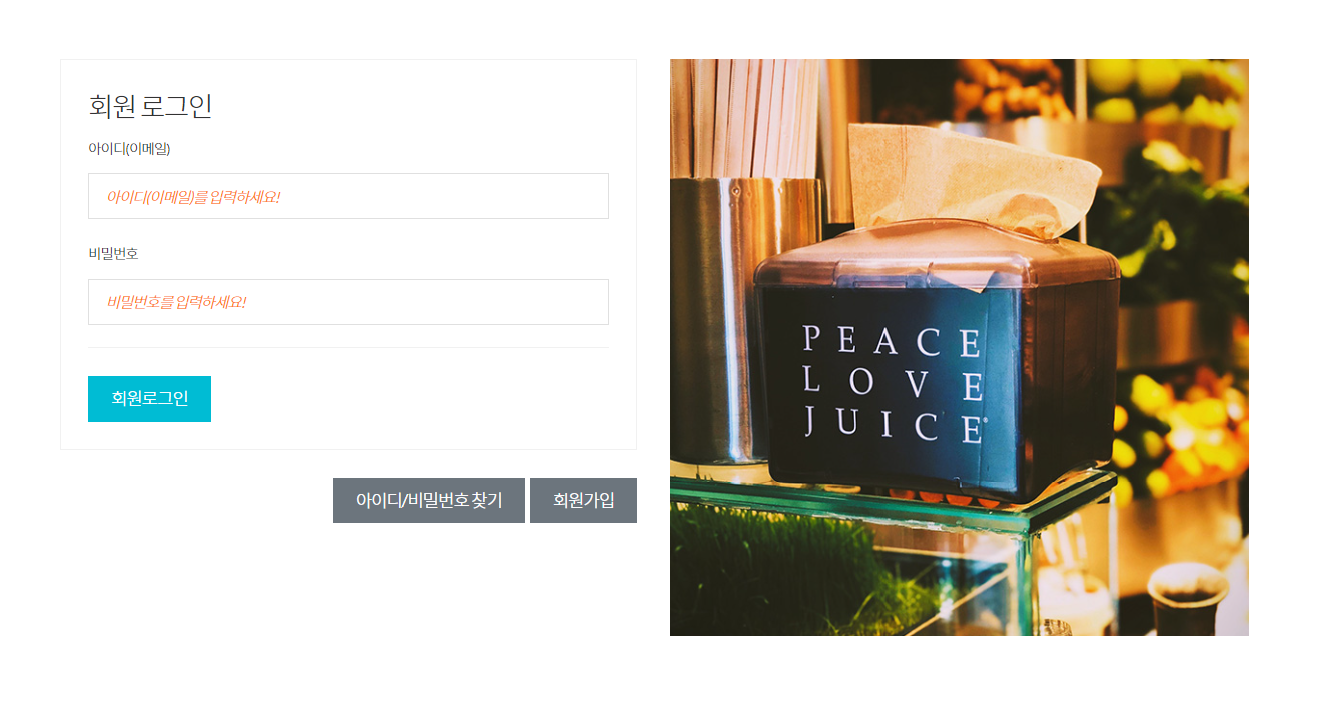 회원 로그인
아이디(이메일)
아이디(이메일)를 입력하세요!
비밀번호
비밀번호를 입력하세요!
회원로그인
아이디/비밀번호 찾기
회원가입
PEACE
LOVE
JUICE®